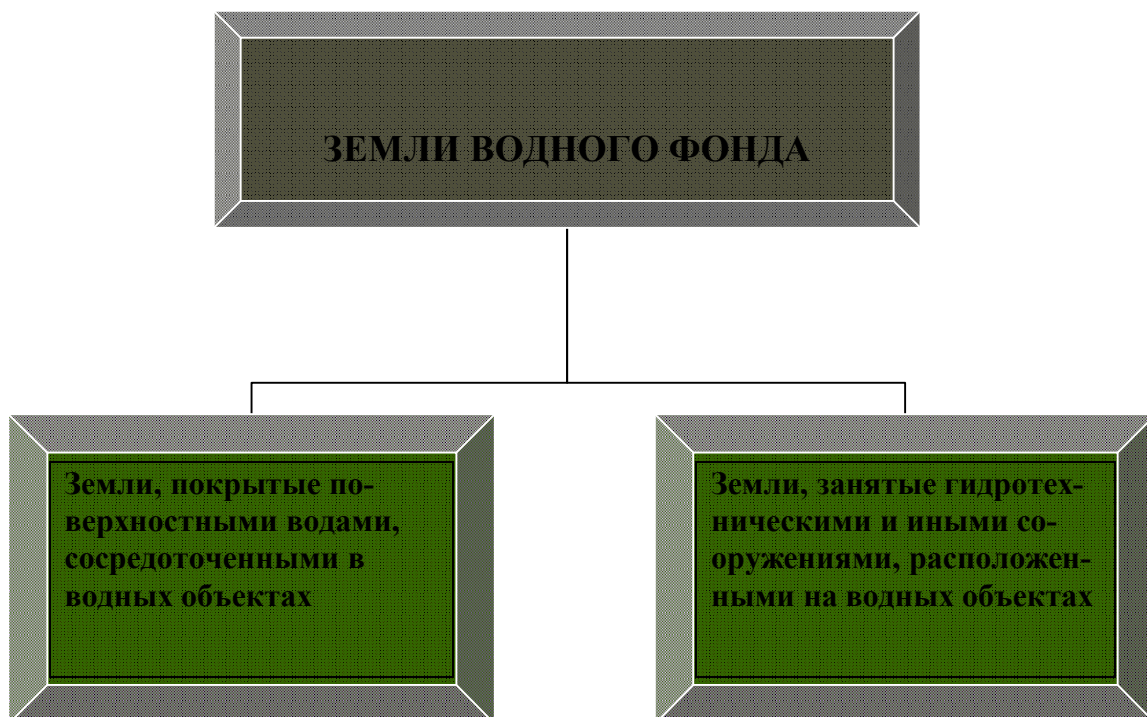 ЗЕМЛИ ВОДНОГО ФОНДА
Земли, покрытые по-
верхностными водами,
сосредоточенными в
водных объектах
Земли, занятые гидротех-
ническими и иными со-
оружениями, расположен-
ными на водных объектах